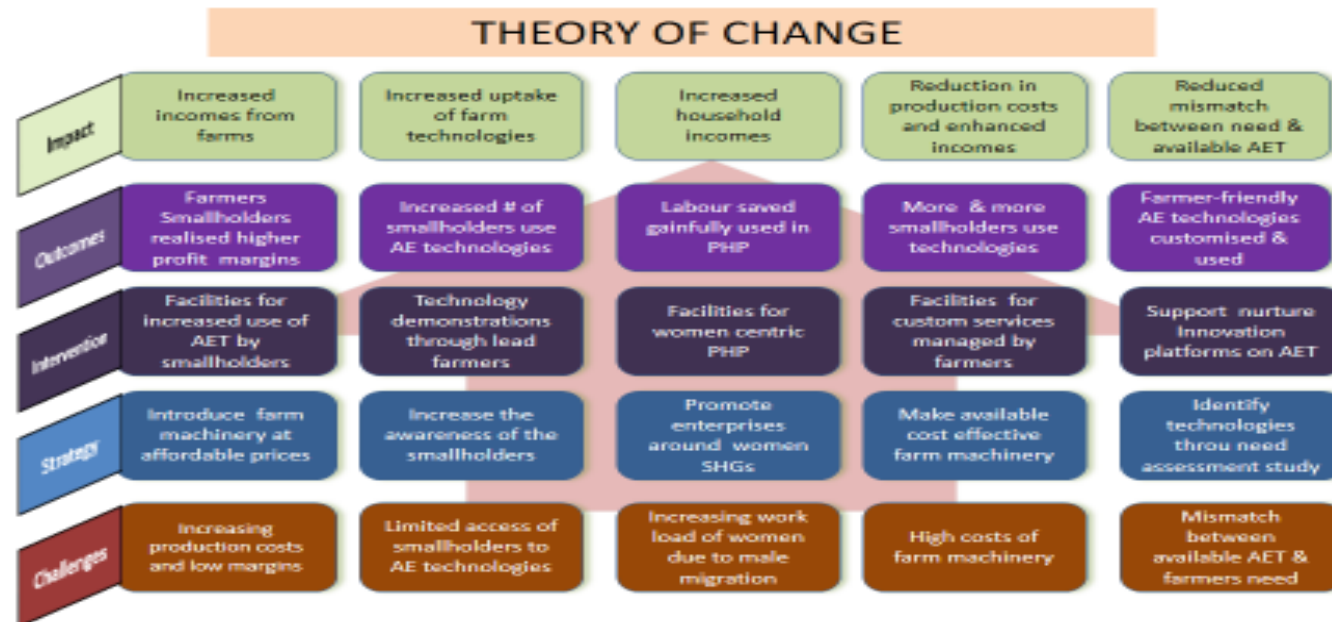 THEORY OF CHANGE
Impact
Increased
incomes from
farms
Increased uptake
of farm
technologies
Increased
household
incomes
Reduction in
production costs
and enhanced
incomes
Reduced
mismatch
between need &
available AET
Outcomes
Farmers
Smallholders
realised higher
profit margins
Increased # of
smallholders use
AE technologies
Labour saved
gainfully used in
PHP
More & more
smallholders use
technologies
Farmer-friendly
AE technologies
customised &
used
Intervention
Facilities for
increased use of
AET by
smallholders
Technology
demonstrations
through lead
farmers
Facilities for
women centric
PHP
Facilities for
custom services
managed by
farmers
Support nurture
Innovation
platforms on AET
Strategy
Introduce farm
machinery at
affordable prices
Increase the
awareness of the
smallholders
Promote
enterprises
around women
SHGs
Make available
cost effective
farm machinery
Identify
technologies
thru need
assessment study
Challenges
Increasing
production costs
and low margins
Limited access of
smallholders to
AE technologies
Increasing work
load of women
due to male
migration
High costs of
farm machinery
Mismatch
between
available AET &
farmers need